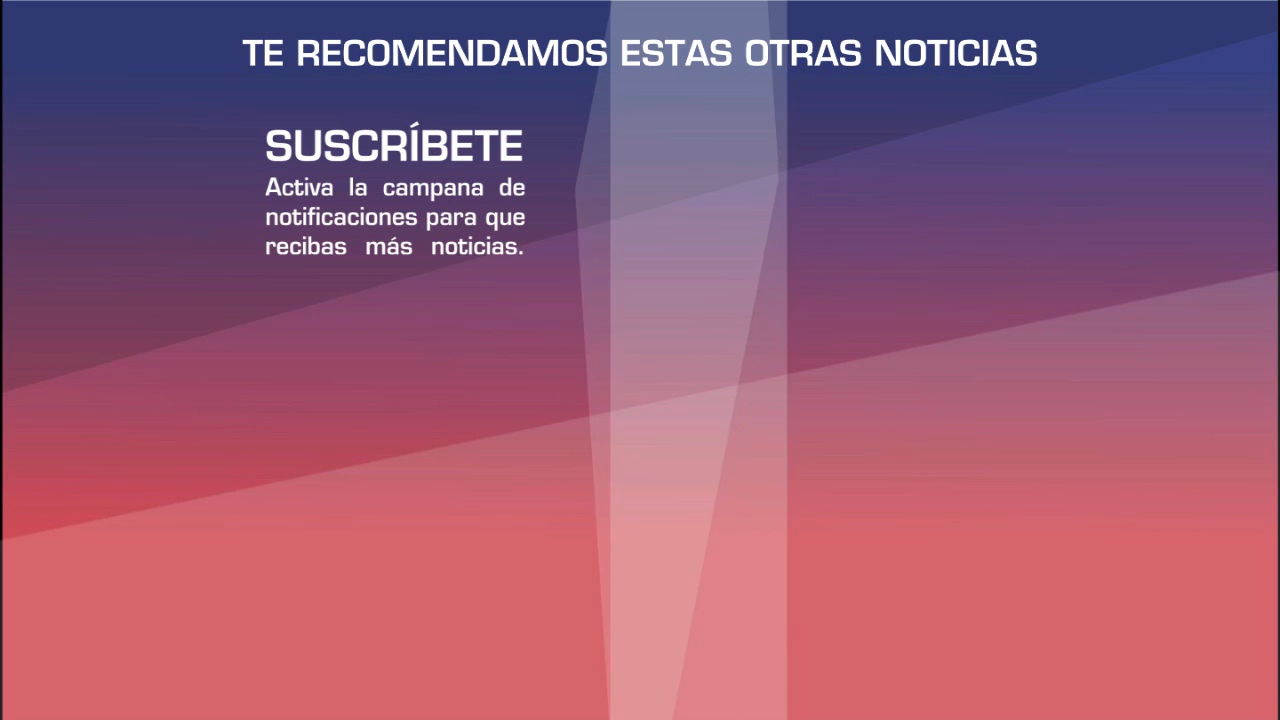 TE RECOMENDAMOS ESTAS OTRAS NOTICIAS
SUSCRÍBETE
Activa la campana de
notificaciones para que
recibas más noticias.